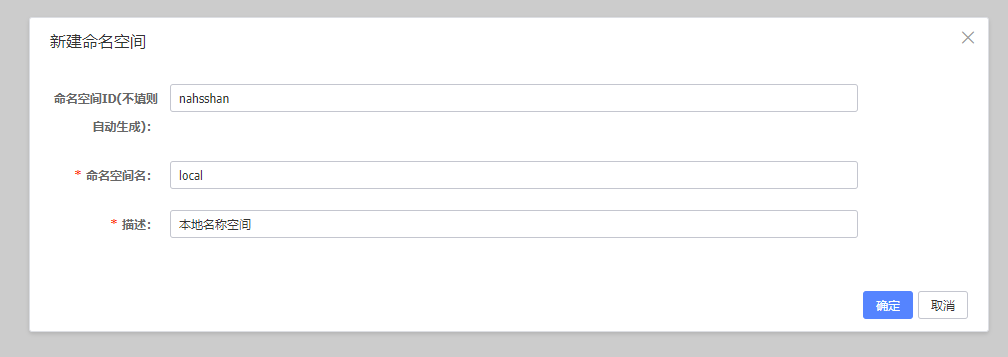 新建命名空间
命名空间ID(不填则
自动生成)：
nahsshan
* 命名空间名：
local
* 描述：
本地名称空间
确定
取消